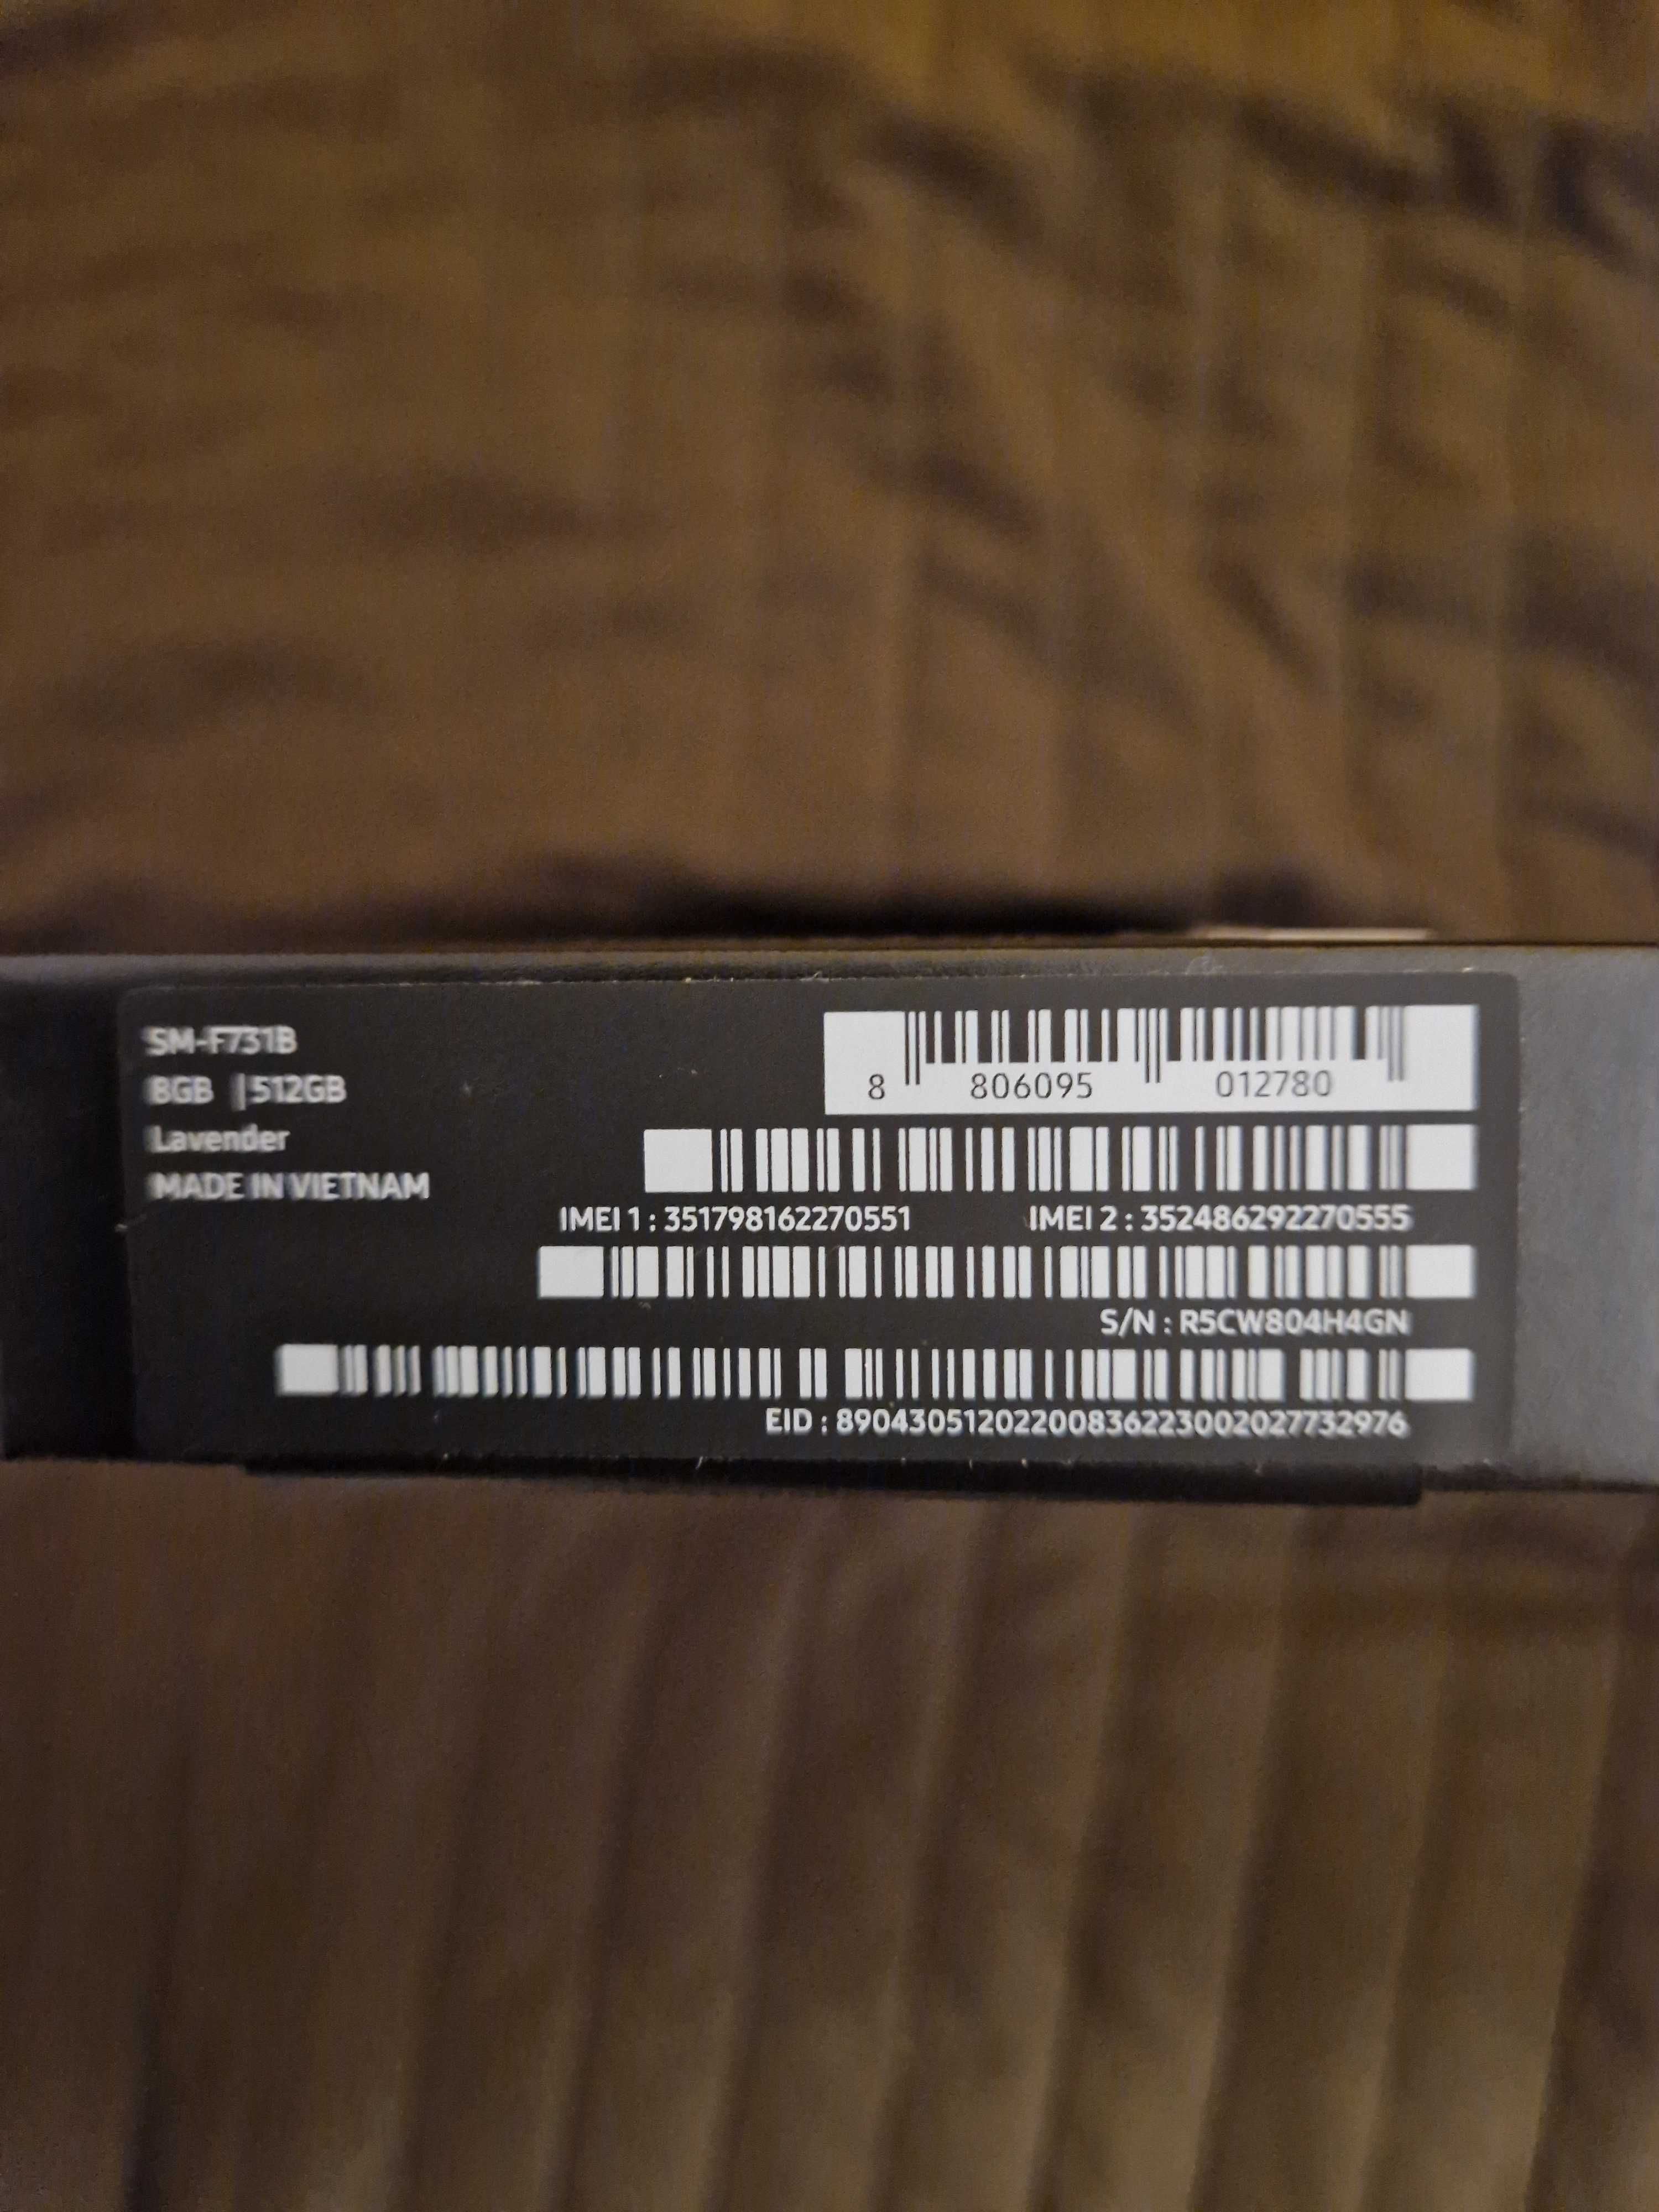 SM-F731B
8GB | 512GB
Lavender
MADE IN VIETNAM
8 806095 012780
IMEI 1 : 351798162270551 IMEI 2 : 352486292270555
S/N : R5CW804H4GN
EID : 89043051202200836223002027732976